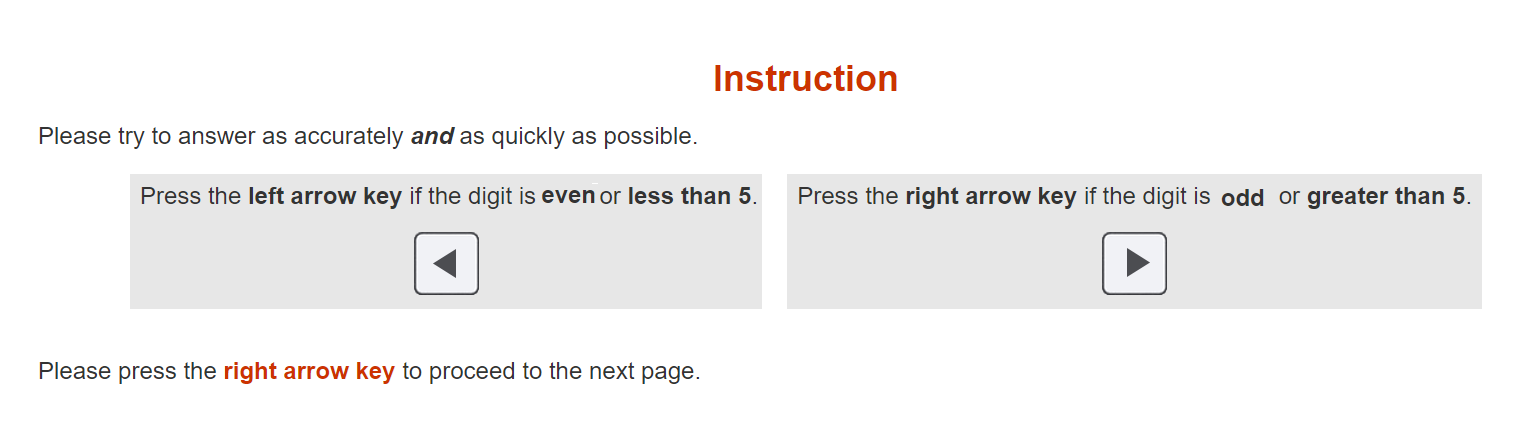 Instruction
Please try to answer as accurately and as quickly as possible.
Press the left arrow key if the digit is even or less than 5.
Press the right arrow key if the digit is odd or greater than 5.
Please press the right arrow key to proceed to the next page.